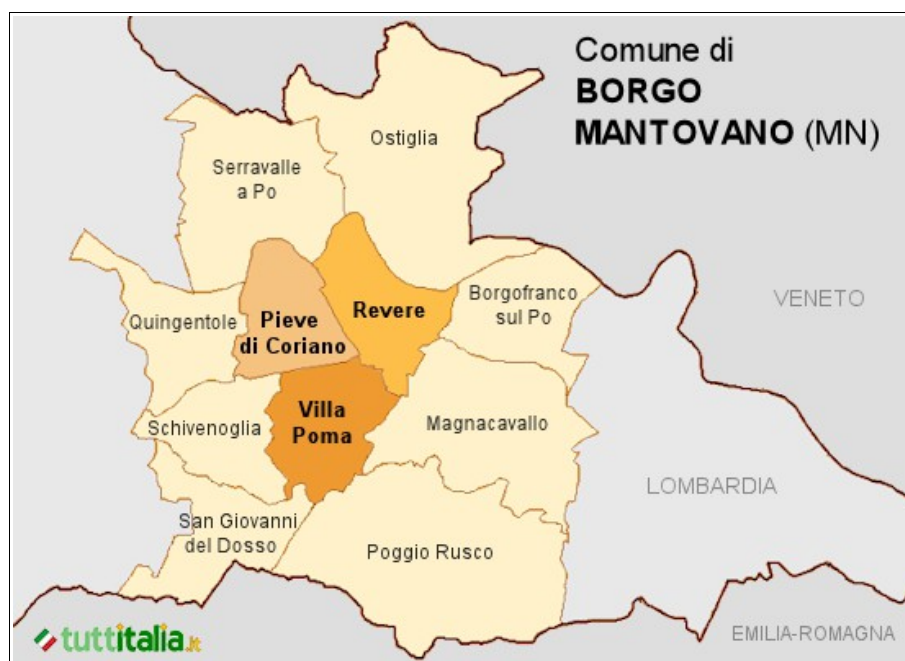 Comune di
BORGO
MANTOVANO (MN)
Ostiglia
Serravalle
a Po
VENETO
Borgofranco
sul Po
Quingentole
Pieve
di Coriano
Revere
Schivenoglia
Villa
Poma
Magnacavallo
LOMBARDIA
San Giovanni
del Dosso
Poggio Rusco
tuttitalia.it
EMILIA-ROMAGNA